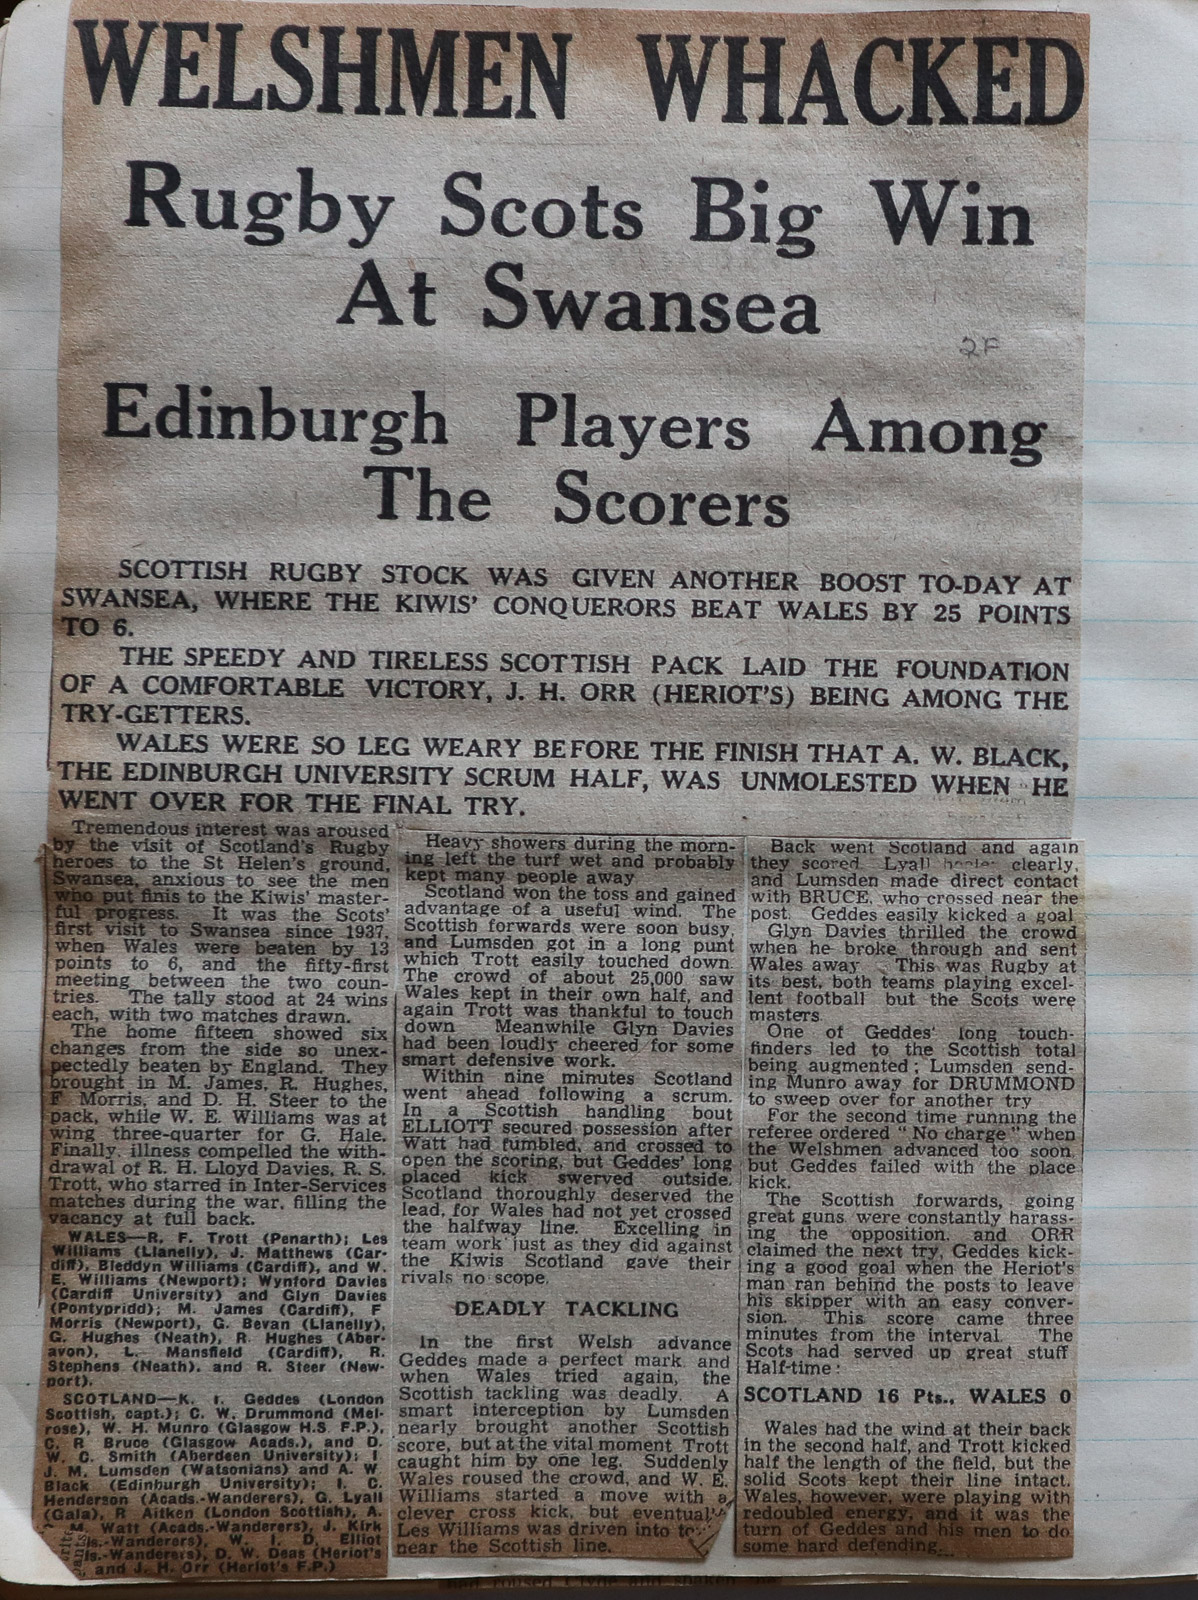 WELSHMEN WHACKED
Rugby Scots Big Win
At Swansea
2F
Edinburgh Players Among
The Scorers
SCOTTISH RUGBY STOCK WAS GIVEN ANOTHER BOOST TO-DAY AT
SWANSEA, WHERE THE KIWIS' CONQUERORS BEAT WALES BY 25 POINTS
TO 6.
THE SPEEDY AND TIRELESS SCOTTISH PACK LAID THE FOUNDATION
OF A COMFORTABLE VICTORY, J. H. ORR (HERIOT'S) BEING AMONG THE
TRY-GETTERS.
WALES WERE SO LEG WEARY BEFORE THE FINISH THAT A. W. BLACK,
THE EDINBURGH UNIVERSITY SCRUM HALF, WAS UNMOLESTED WHEN HE
WENT OVER FOR THE FINAL TRY.
Tremendous interest was aroused
by the visit of Scotland's Rugby
heroes to the St Helen's ground,
Swansea, anxious to see the men
who put finis to the Kiwis' master-
ful progress. It was the Scots'
first visit to Swansea since 1937,
when Wales were beaten by 13
points to 6, and the fifty-first
meeting between the two coun-
tries. The tally stood at 24 wins
each, with two matches drawn.
The home fifteen showed six
changes from the side so unex-
pectedly beaten by England. They
brought in M. James, R. Hughes,
F Morris, and D. H. Steer to the
pack, while W. E. Williams was at
wing three-quarter for G. Hale.
Finally, illness compelled the with-
drawal of R. H. Lloyd Davies, R. S.
Trott, who starred in Inter-Services
matches during the war, filling the
vacancy at full back.
WALES—R. F. Trott (Penarth); Les
Williams (Llanelly), J. Matthews (Car-
diff), Bleddyn Williams (Cardiff), and W.
E. Williams (Newport); Wynford Davies
(Cardiff University) and Glyn Davies
(Pontypridd); M. James (Cardiff), F
Morris (Newport), G. Bevan (Llanelly),
G. Hughes (Neath), R. Hughes (Aber-
avon), L. Mansfield (Cardiff), R.
Stephens (Neath), and R. Steer (New-
port).
SCOTLAND—K. I. Geddes (London
Scottish, capt.); C. W. Drummond (Mel-
rose), W. H. Munro (Glasgow H.S. F.P.),
C. R Bruce (Glasgow Acads.), and D.
W. C. Smith (Aberdeen University); I
J. M. Lumsden (Watsonians) and A. W
Black (Edinburgh University); I. C.
Henderson (Acads.-Wanderers), G. Lyall
(Gala), R Aitken (London Scottish), A.
M. Watt (Acads.-Wanderers), J. Kirk
-Wanderers), W. I. D. Elliot
-Wanderers), D. W. Deas (Heriot's
and J. H. Orr (Heriot's F.P.)
Heavy showers during the morn-
ing left the turf wet and probably
kept many people away
Scotland won the toss and gained
advantage of a useful wind. The
Scottish forwards were soon busy,
and Lumsden got in a long punt
which Trott easily touched down.
The crowd of about 25,000 saw
Wales kept in their own half, and
again Trott was thankful to touch
down Meanwhile Glyn Davies
had been loudly cheered for some
smart defensive work.
Within nine minutes Scotland
went ahead following a scrum.
In a Scottish handling bout
ELLIOTT secured possession after
Watt had fumbled, and crossed to
open the scoring, but Geddes' long
placed kick swerved outside.
Scotland thoroughly deserved the
lead, for Wales had not yet crossed
the halfway line. Excelling in
team work just as they did against
the Kiwis Scotland gave their
rivals no scope.
DEADLY TACKLING
In the first Welsh advance
Geddes made a perfect mark, and
when Wales tried again, the
Scottish tackling was deadly. A
smart interception by Lumsden
nearly brought another Scottish
score, but at the vital moment Trott
caught him by one leg. Suddenly
Wales roused the crowd, and W. E.
Williams started a move with a
clever cross kick, but eventual
Les Williams was driven into
near the Scottish line.
Back went Scotland and again
they scored Lyall clearly,
and Lumsden made direct contact
with BRUCE, who crossed near the
post. Geddes easily kicked a goal
Glyn Davies thrilled the crowd
when he broke through and sent
Wales away This was Rugby at
its best, both teams playing excel-
lent football but the Scots were
masters.
One of Geddes' long touch-
finders led to the Scottish total
being augmented; Lumsden send-
ing Munro away for DRUMMOND
to sweep over for another try
For the second time running the
referee ordered "No charge" when
the Welshmen advanced too soon,
but Geddes failed with the place
kick.
The Scottish forwards, going
great guns, were constantly harass-
ing the opposition, and ORR
claimed the next try, Geddes kick-
ing a good goal when the Heriot's
man ran behind the posts to leave
his skipper with an easy conver-
sion. This score came three
minutes from the interval. The
Scots had served up great stuff
Half-time:
SCOTLAND 16 Pts., WALES 0
Wales had the wind at their back
in the second half, and Trott kicked
half the length of the field, but the
solid Scots kept their line intact.
Wales, however, were playing with
redoubled energy, and it was the
turn of Geddes and his men to do
some hard defending.